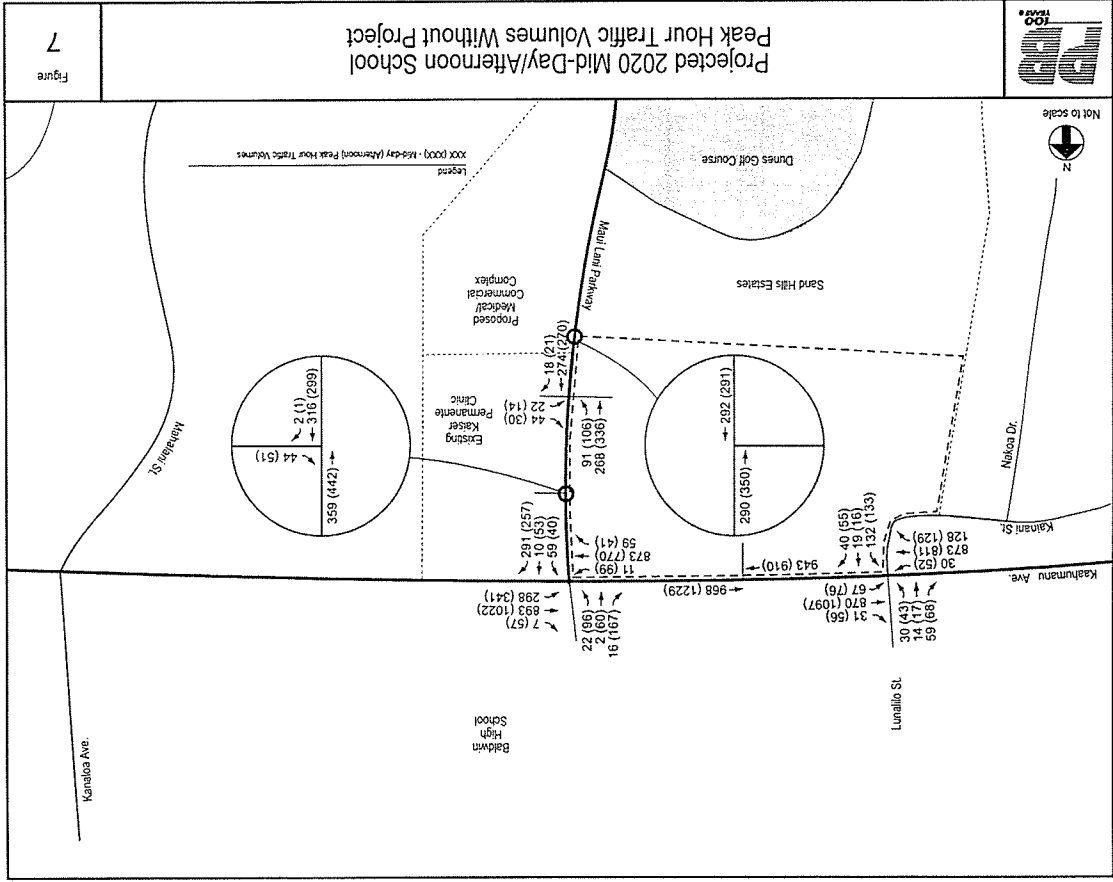 Kanaloa Ave.
Baldwin
High
School
Lunalilo St.
59 (68)
14 (17)
30 (43)
31 (56)
870 (1097)
67 (76)
16 (167)
2 (60)
22 (96)
7 (57)
893 (1022)
298 (341)
Kaahumanu Ave.
968 (1229)
943 (910)
30 (52)
873 (811)
128 (129)
132 (133)
19 (16)
40 (55)
11 (99)
873 (770)
59 (41)
59 (40)
10 (53)
291 (257)
Kainani St.
Nakoa Dr.
290 (350)
292 (291)
268 (336)
91 (106)
44 (30)
22 (14)
274 (270)
18 (21)
Existing
Kaiser
Permanente
Clinic
359 (442)
44 (51)
316 (299)
2 (1)
Mahalani St.
Sand Hills Estates
Maui Lani Parkway
Proposed
Medical/
Commercial
Complex
Dunes Golf Course
Legend
XXX (XXX) - Mid-day (Afternoon) Peak Hour Traffic Volumes
N
Not to scale
PB
100
YEARS
Projected 2020 Mid-Day/Afternoon School
Peak Hour Traffic Volumes Without Project
Figure
7